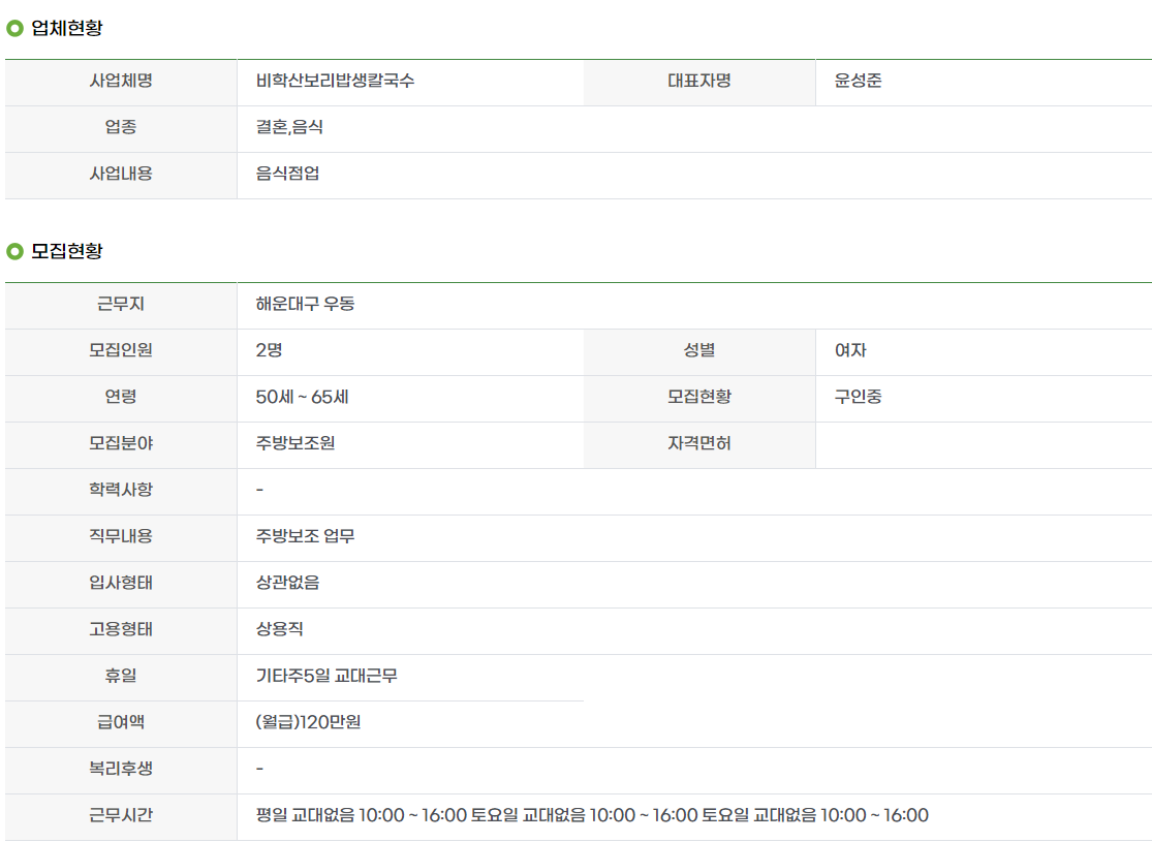 업체현황
사업체명 비학산보리밥생칼국수 대표자명 윤성준
업종 결혼,음식
사업내용 음식점업
모집현황
근무지 해운대구 우동
모집인원 2명 성별 여자
연령 50세 ~ 65세 모집현황 구인중
모집분야 주방보조원 자격면허
학력사항 -
직무내용 주방보조 업무
입사형태 상관없음
고용형태 상용직
휴일 기타주5일 교대근무
급여액 (월급)120만원
복리후생 -
근무시간 평일 교대없음 10:00 ~ 16:00 토요일 교대없음 10:00 ~ 16:00 토요일 교대없음 10:00 ~ 16:00